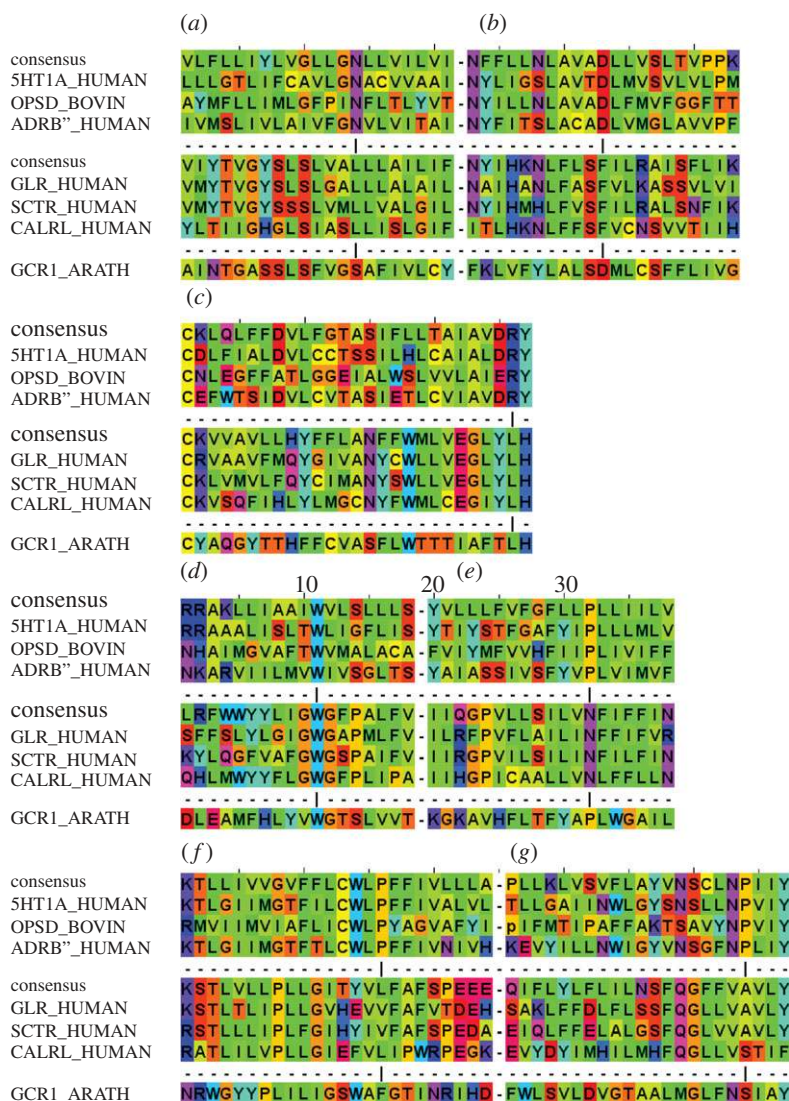 (a) (b)
consensus VLFLLIYLVGLLGNLLVILVI-NFFLLNLAVADLLVSLTVPPK
5HT1A_HUMAN LLLGTLIFCAVLGNACVVAAI-NYLIGSLAVTDLMVSVLVLPM
OPSD_BOVIN AYMFLLIMLGFPINFLTLYVT-NYILLNLAVADLFMVFGGFTT
ADRB”_HUMAN IVMSLIVLAIVFGNVLVITAI-NYFITSLACADLVMGLAVVPF
consensus VIYTVGYSLSLVALLLAILIF-NYIHKNLFLSFILRAISFLIK
GLR_HUMAN VMYTVGYSLSLGALLLALAIL-NAIHANLFASFVLKASSVLVI
SCTR_HUMAN VMYTVGYSSSLVMLLVALGIL-NYIHMHLFVSFILRALSNFIK
CALRL_HUMAN YLTIIGHGLSIASLLISLGIF-ITLHKNLFFSFVCNSVVTIIH
GCR1_ARATH AINTGASSLSFVGSAFIVLCY-FKLVFYLALSDMLCSFFLIVG
(c)
consensus CKLQLFFDVLFGTASIFLLTAIAVDRY
5HT1A_HUMAN CDLFIALDVLCCTSSILHLCAIALDRY
OPSD_BOVIN CNLEGFFATLGGEIALWSLVVLAIERY
ADRB”_HUMAN CEFWTSIDVLCVTASIETLCVIAVDRY
consensus CKVVAVLLHYFFLANFFWMLVEGLYLH
GLR_HUMAN CRVAAVFMQYGIVANYCWLLVEGLYLH
SCTR_HUMAN CKLVMVLFQYCIMANYSWLLVEGLYLH
CALRL_HUMAN CKVSQFIHLYLMGCNYFWMLCEGIYLH
GCR1_ARATH CYAQGYTTHFFCVASFLWTTTIAFTLH
(d) 10 20 (e) 30
consensus RRAKLLIAAIWVLSLLLS-YVLLLFVFGFLLPLLIILV
5HT1A_HUMAN RRAAALISLTWLIGFLIS-YTIYSTFGAFYIPLLLMLV
OPSD_BOVIN NHAIMGVAFTWVMALACA-FVIYMFVVHFIIPLIVIFF
ADRB”_HUMAN NKARVIILMVWIVSGLTS-YAIASSIVSFYVPLVIMVF
consensus LRFWWYYLIGWGFPALFV-IIQGPVLLSILVNFIFFIN
GLR_HUMAN SFFSLYLGIGWGAPMLFV-ILRFPVFLAILINFFIFVR
SCTR_HUMAN KYLQGFVAFGWGSPAIFV-IIRGPVILSILINFILFIN
CALRL_HUMAN QHLMWYYFLGWGFPLIPA-IIHGPICAALLVNLFFLLN
GCR1_ARATH DLEAMFHLYVWGTSLVVT-KGKAVHFLTFYAPLWGAIL
(f) (g)
consensus KTLLIVVGVFFLCWLPFFIVLLLA-PLLKLVSVFLAYVNSCLNPIIY
5HT1A_HUMAN KTLGIIMGTFILCWLPFFIVALVL-TLLGAIINWLGYSNSLLNPVIY
OPSD_BOVIN RMVIIMVIAFLICWLPYAGVAFYI-pIFMTIPAFFAKTSAVYNPVIY
ADRB”_HUMAN KTLGIIMGTFTLCWLPFFIVNIVH-KEVYILLNWIGYVNSGFNPLIY
consensus KSTLVLLPLLGITYVLFAFSPEEE-QIFLYLFLILNSFQGFFVAVLY
GLR_HUMAN KSTLTLIPLLGVHEVVFAFVTDEH-SAKLFFDLFLSSFQGLLVAVLY
SCTR_HUMAN RSTLLLIPLFGIHYIVFAFSPEDA-EIQLFFELALGSFQGLVVAVLY
CALRL_HUMAN RATLILVPLLGIEFVLIPWRPEGK-EVYDYIMHILMHFQGLLVSTIF
GCR1_ARATH NRWGYYPLILIGSWAFGTINRIHD-FWLSVLDVGTAALMGLFNSIAY